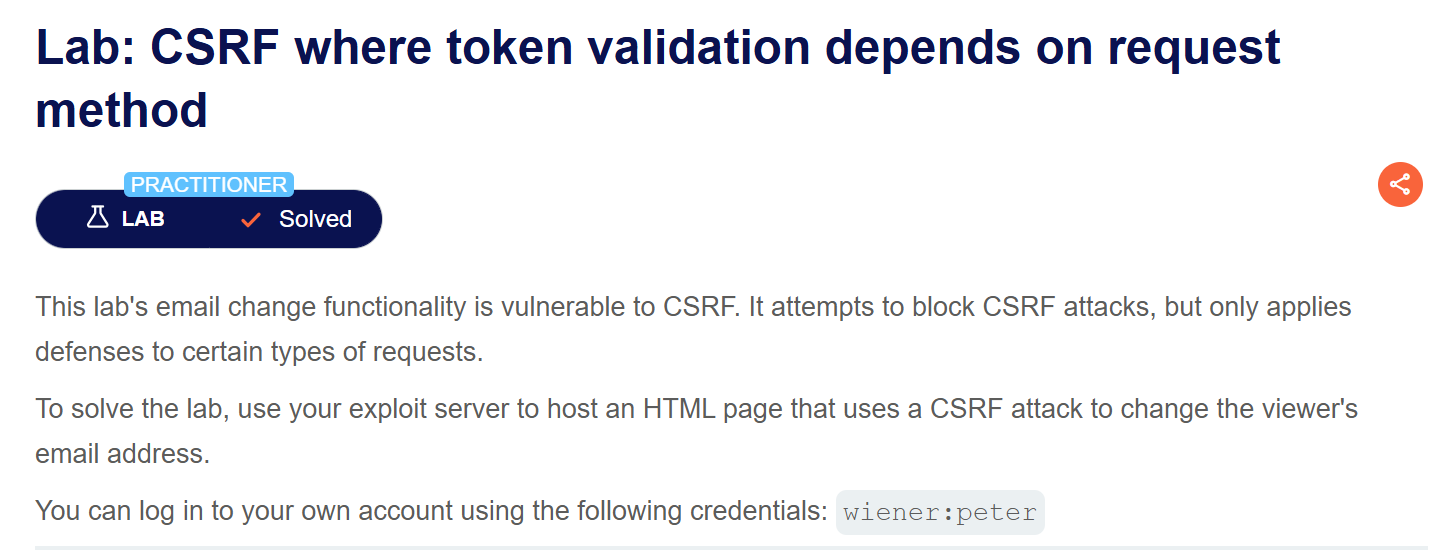 Lab: CSRF where token validation depends on request
method
PRACTITIONER
LAB
Solved
This lab's email change functionality is vulnerable to CSRF. It attempts to block CSRF attacks, but only applies
defenses to certain types of requests.
To solve the lab, use your exploit server to host an HTML page that uses a CSRF attack to change the viewer's
email address.
You can log in to your own account using the following credentials: wiener:peter